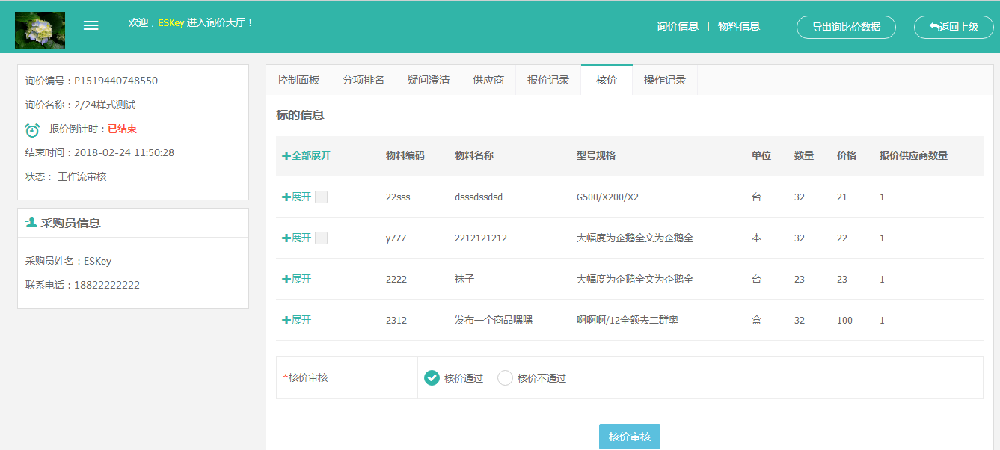 欢迎，ESKey 进入询价大厅！
询价信息 | 物料信息
导出询比价数据
返回上级
询价编号：P1519440748550
询价名称：2/24样式测试
报价倒计时：已结束
结束时间：2018-02-24 11:50:28
状态： 工作流审核
采购员信息
采购员姓名：ESKey
联系电话：18822222222
控制面板 分项排名 疑问澄清 供应商 报价记录 核价 操作记录
标的信息
全部展开 物料编码 物料名称 型号规格 单位 数量 价格 报价供应商数量
展开 22sss dsssdssdsd G500/X200/X2 台 32 21 1
展开 y777 2212121212 大幅度为企鹅全文为企鹅全 本 32 22 1
展开 2222 袜子 大幅度为企鹅全文为企鹅全 台 23 23 1
展开 2312 发布一个商品嘿嘿 啊啊啊/12全额去二群奥 盒 32 100 1
*核价审核 核价通过 核价不通过
核价审核